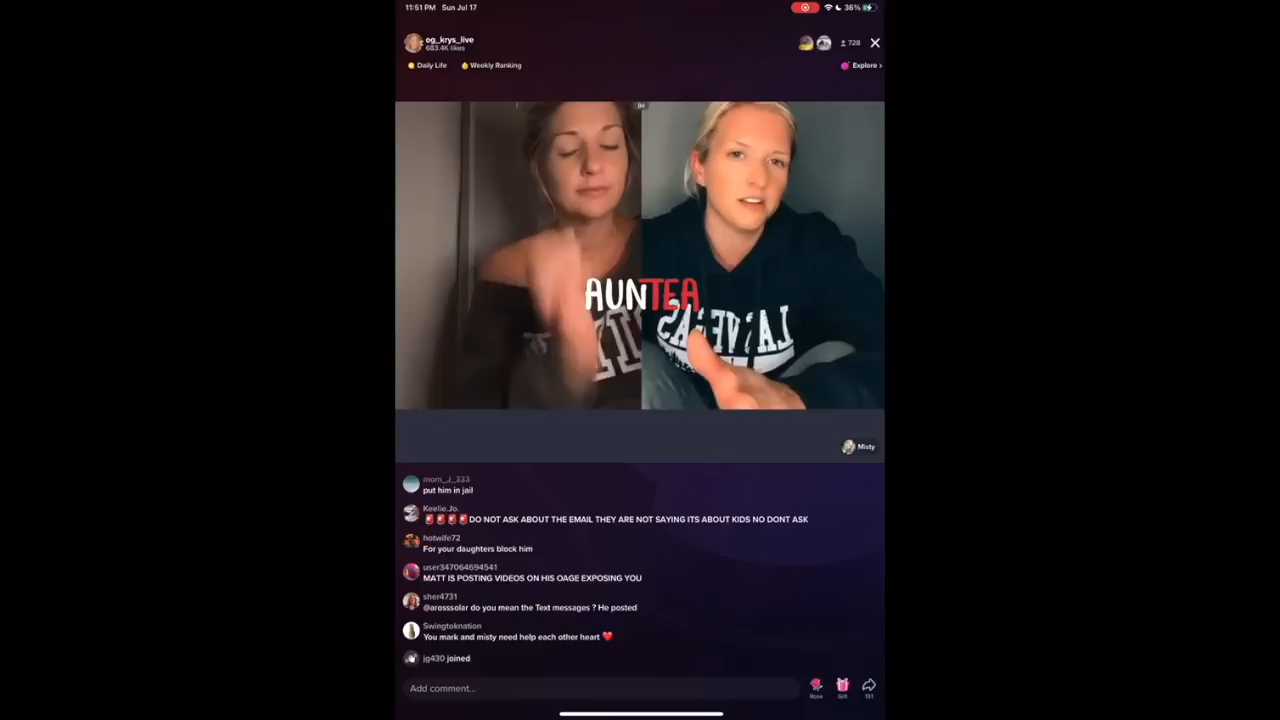 11:51 PM Sun Jul 17
36%
og_krys_live
683.4K likes
728
Daily Life
Weekly Ranking
Explore >
AUNTEA
LAS VEGAS
Misty
mom_J_333
put him in jail
Keelie.Jo.
🚨🚨🚨🚨DO NOT ASK ABOUT THE EMAIL THEY ARE NOT SAYING ITS ABOUT KIDS NO DONT ASK
hotwife72
For your daughters block him
user347064694541
MATT IS POSTING VIDEOS ON HIS OAGE EXPOSING YOU
sher4731
@arosssolar do you mean the Text messages ? He posted
Swingtoknation
You mark and misty need help each other heart ❤️
jg430 joined
Add comment...
Rose
Gift
191